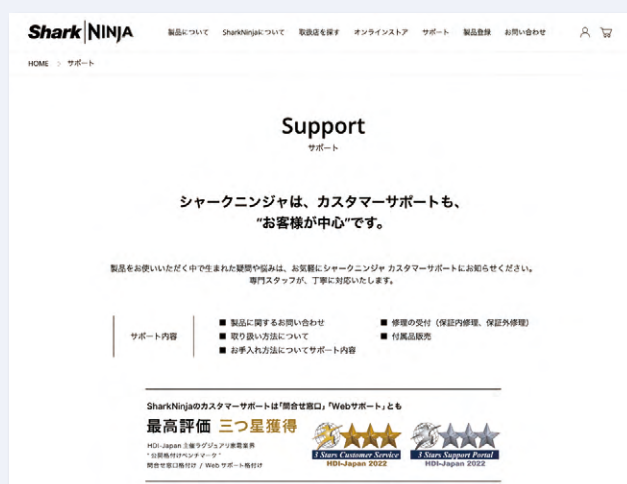 Shark NINJA
製品について SharkNinjaについて 取扱店を探す オンラインストア サポート 製品登録 お問い合わせ
HOME > サポート
Support
サポート
シャークニンジャは、カスタマーサポートも、
“お客様が中心”です。
製品をお使いいただく中で生まれた疑問や悩みは、お気軽にシャークニンジャ カスタマーサポートにお知らせください。
専門スタッフが、丁寧に対応いたします。
サポート内容
■ 製品に関するお問い合わせ
■ 取り扱い方法について
■ お手入れ方法についてサポート内容
■ 修理の受付（保証内修理、保証外修理）
■ 付属品販売
SharkNinjaのカスタマーサポートは「問合せ窓口」「Webサポート」とも
最高評価 三つ星獲得
HDI-Japan 主催ラグジュアリ家電業界
“公開格付けベンチマーク”
問合せ窓口格付け / Web サポート格付け
3 Stars Customer Service
HDI-Japan 2022
3 Stars Support Portal
HDI-Japan 2022